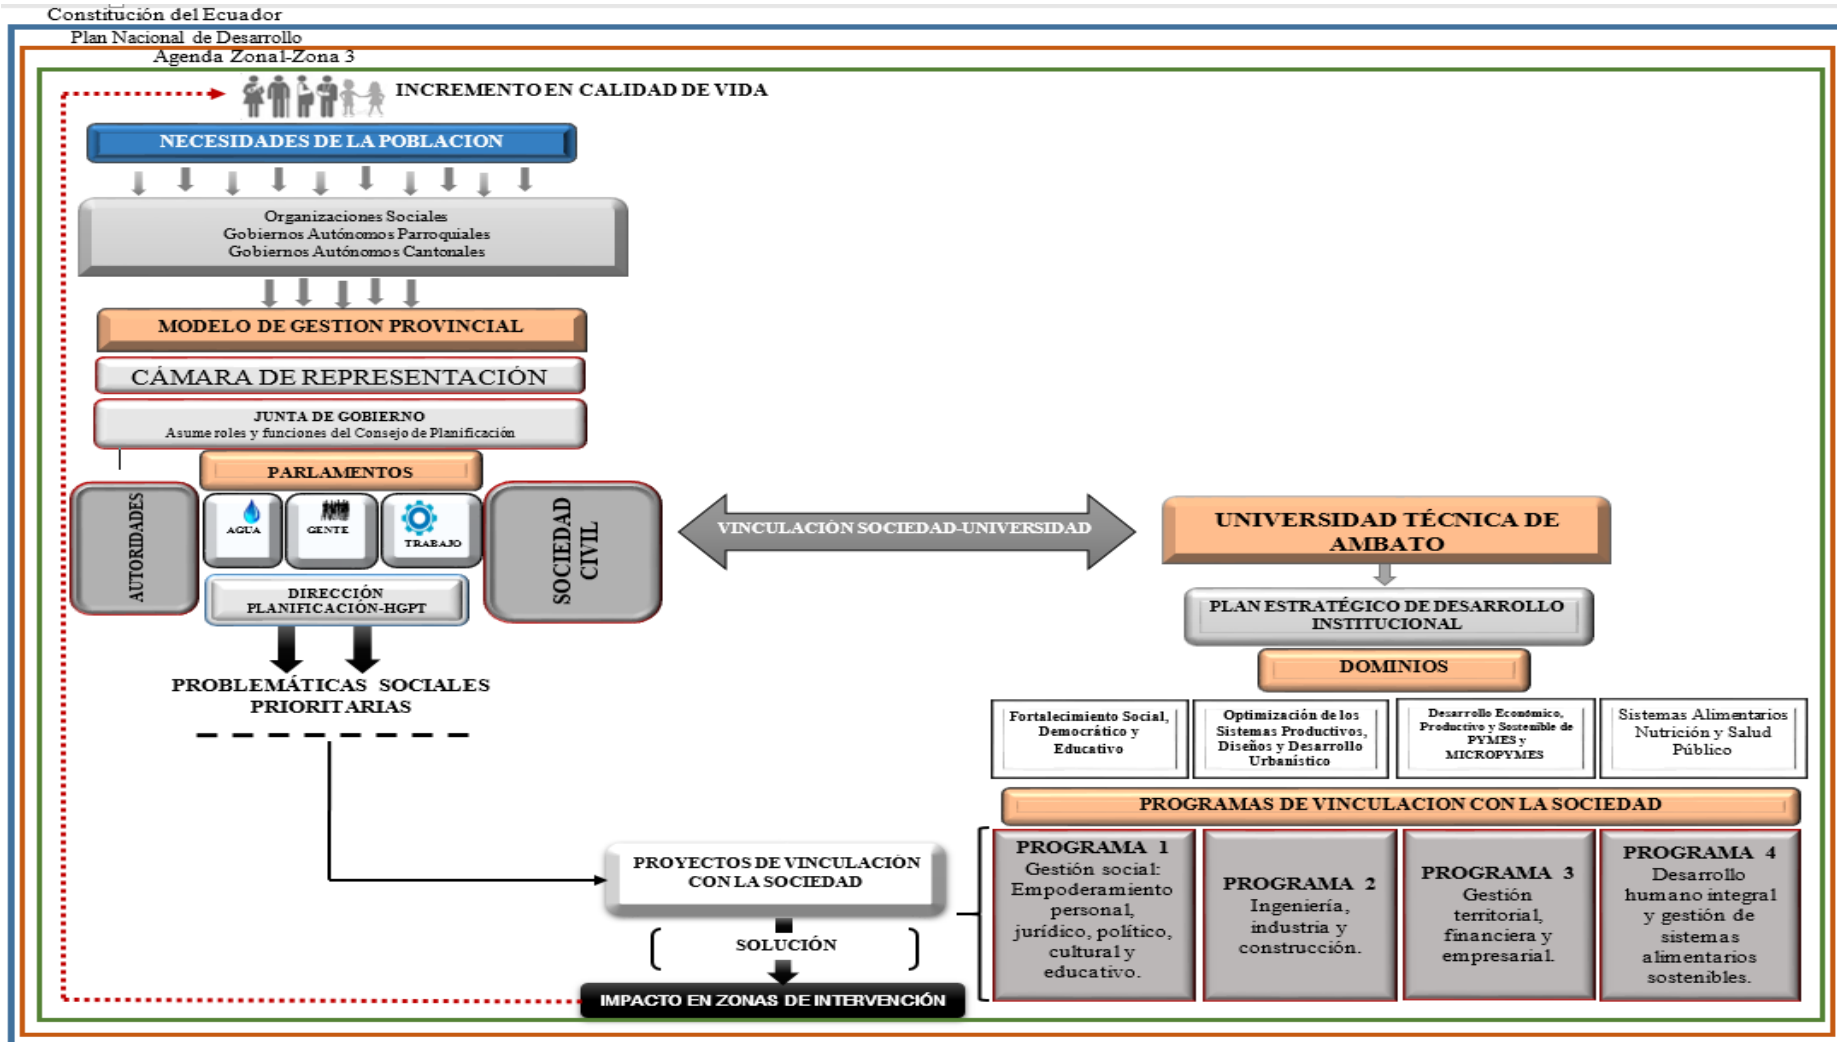 Constitución del Ecuador
Plan Nacional de Desarrollo
Agenda Zonal-Zona 3
INCREMENTO EN CALIDAD DE VIDA
NECESIDADES DE LA POBLACION
Organizaciones Sociales
Gobiernos Autónomos Parroquiales
Gobiernos Autónomos Cantonales
MODELO DE GESTION PROVINCIAL
CÁMARA DE REPRESENTACIÓN
JUNTA DE GOBIERNO
Asume roles y funciones del Consejo de Planificación
PARLAMENTOS
AUTORIDADES
AGUA
GENTE
TRABAJO
SOCIEDAD
CIVIL
DIRECCIÓN
PLANIFICACIÓN-HGPT
PROBLEMÁTICAS SOCIALES
PRIORITARIAS
VINCULACIÓN SOCIEDAD-UNIVERSIDAD
UNIVERSIDAD TÉCNICA DE
AMBATO
PLAN ESTRATÉGICO DE DESARROLLO
INSTITUCIONAL
DOMINIOS
Fortalecimiento Social,
Democrático y
Educativo
Optimización de los
Sistemas Productivos,
Diseños y Desarrollo
Urbanístico
Desarrollo Económico,
Productivo y Sostenible de
PYMES y
MICROPYMES
Sistemas Alimentarios
Nutrición y Salud
Público
PROGRAMAS DE VINCULACION CON LA SOCIEDAD
PROGRAMA 1
Gestión social:
Empoderamiento
personal,
jurídico, político,
cultural y
educativo.
PROGRAMA 2
Ingeniería,
industria y
construcción.
PROGRAMA 3
Gestión
territorial,
financiera y
empresarial.
PROGRAMA 4
Desarrollo
humano integral
y gestión de
sistemas
alimentarios
sostenibles.
PROYECTOS DE VINCULACIÓN
CON LA SOCIEDAD
SOLUCIÓN
IMPACTO EN ZONAS DE INTERVENCIÓN